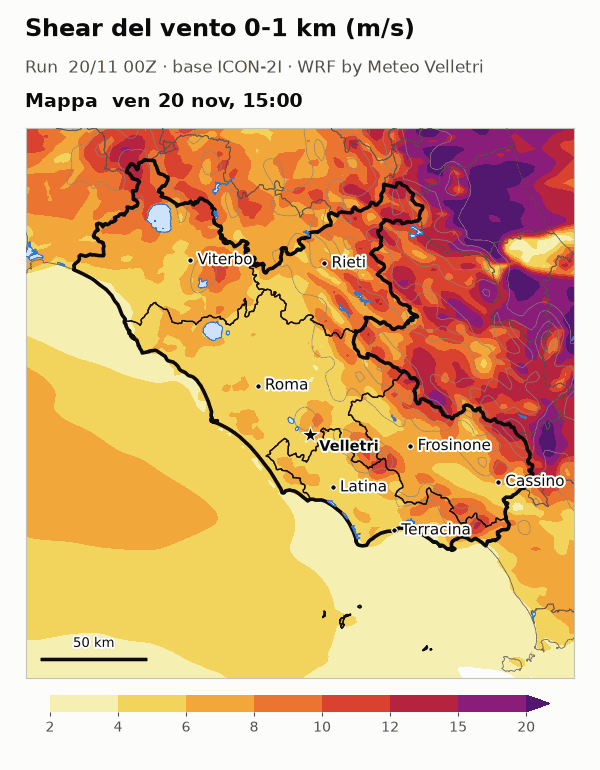 Shear del vento 0-1 km (m/s)
Run  20/11 00Z · base ICON-2I · WRF by Meteo Velletri
Mappa  ven 20 nov, 15:00
Viterbo
Rieti
Roma
Velletri
Frosinone
Latina
Cassino
Terracina
50 km
2 4 6 8 10 12 15 20